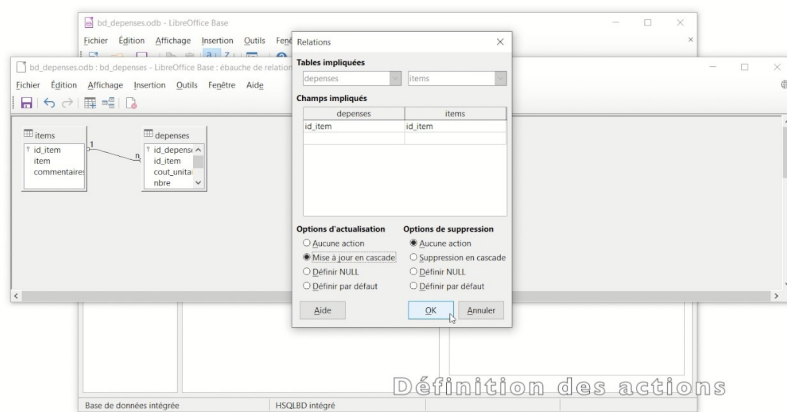 bd_depenses.odb - LibreOffice Base
Fichier Édition Affichage Insertion Outils
bd_depenses.odb : bd_depenses - LibreOffice Base : ébauche de relation
Fichier Édition Affichage Insertion Outils Fenêtre Aide
items
id_item
item
commentaires
1
n
depenses
id_item
nbre
Relations
Tables impliquées
depenses items
Champs impliqués
depenses items
id_item id_item
Options d'actualisation Options de suppression
Aucune action Aucune action
Mise à jour en cascade Suppression en cascade
Définir NULL Définir NULL
Définir par défaut Définir par défaut
Aide OK Annuler
Définition des actions
Base de données intégrée HSQLBD intégré